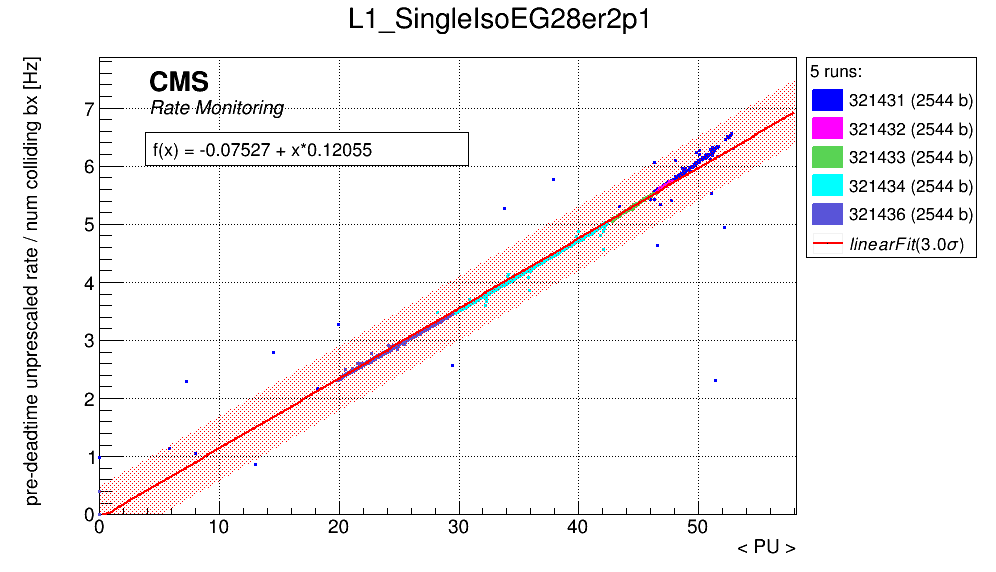 L1_SingleIsoEG28er2p1
pre-deadtime unprescaled rate / num colliding bx [Hz]
CMS
Rate Monitoring
f(x) = -0.07527 + x*0.12055
7
6
5
4
3
2
1
0
0 10 20 30 40 50
< PU >
5 runs:
321431 (2544 b)
321432 (2544 b)
321433 (2544 b)
321434 (2544 b)
321436 (2544 b)
linearFit(3.0σ)